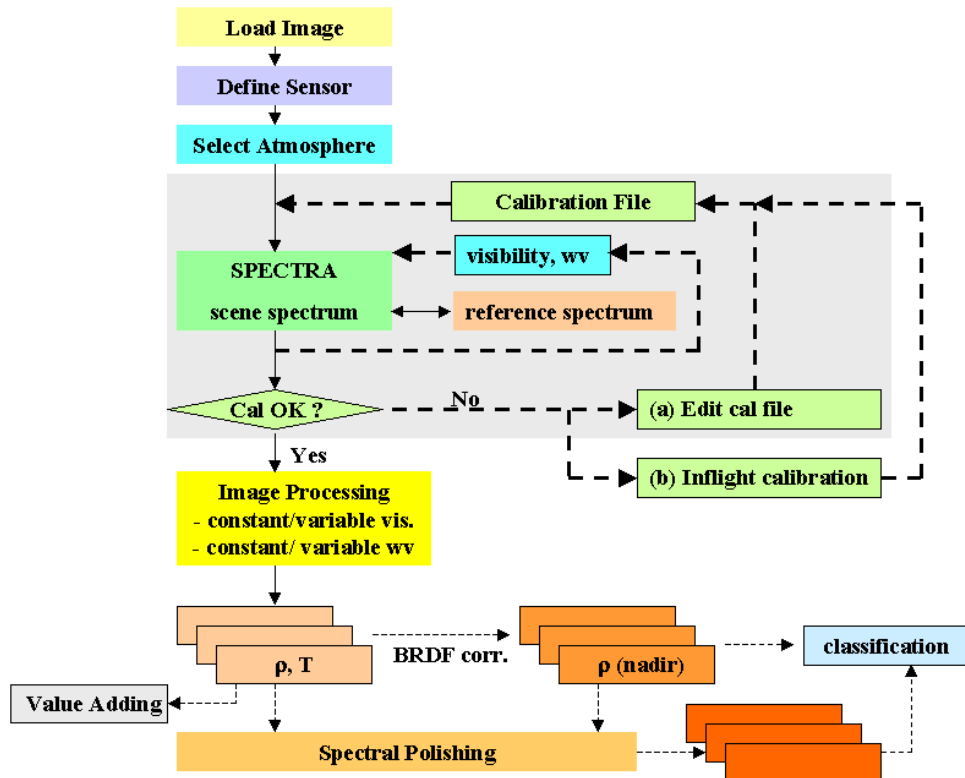 Load Image
Define Sensor
Select Atmosphere
Calibration File
SPECTRA
scene spectrum
visibility, wv
reference spectrum
Cal OK ?
No
(a) Edit cal file
(b) Inflight calibration
Yes
Image Processing
- constant/variable vis.
- constant/ variable wv
ρ, T
BRDF corr.
ρ (nadir)
classification
Value Adding
Spectral Polishing